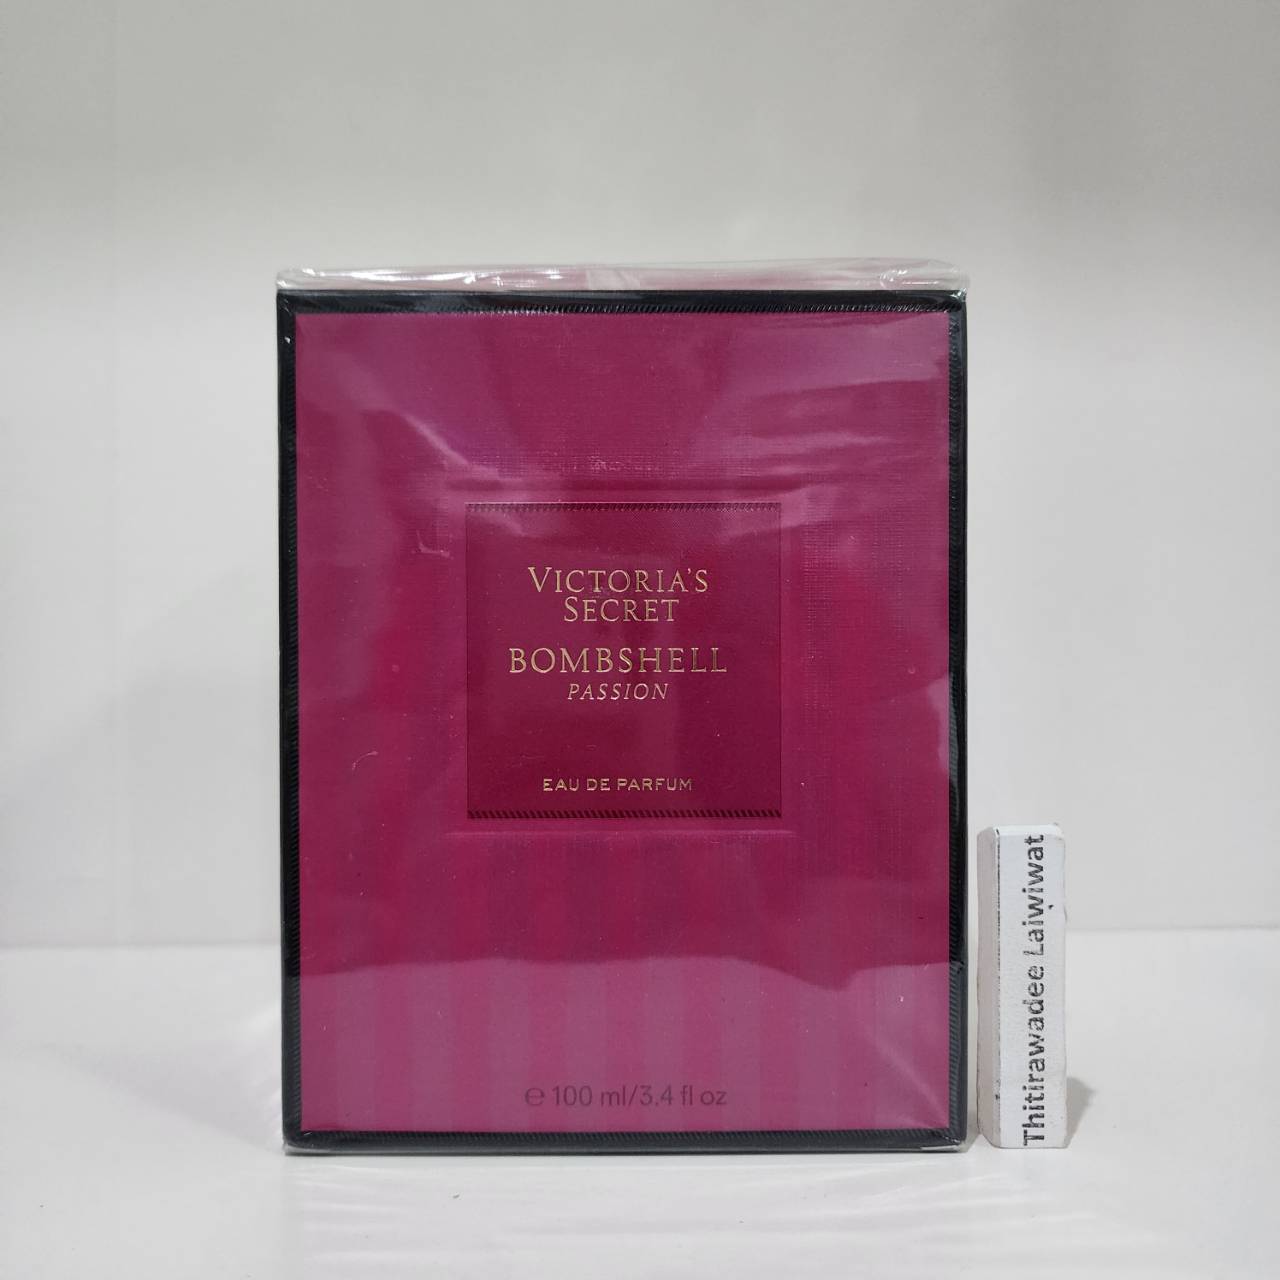 VICTORIA'S
SECRET
BOMBSHELL
PASSION
EAU DE PARFUM
℮ 100 ml/3.4 fl oz
Thitirawadee Laiwiwat